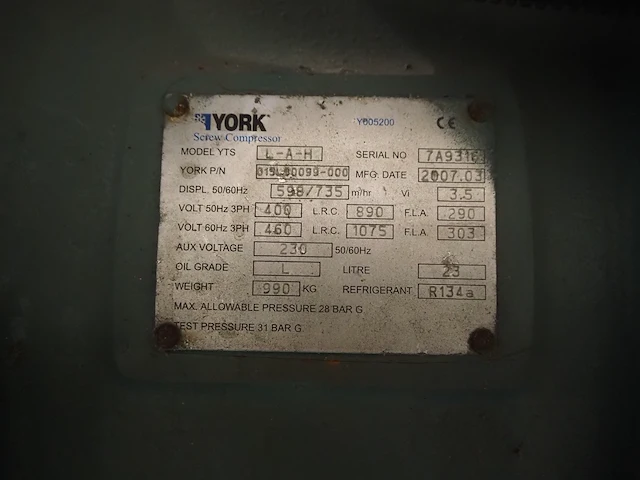 YORK Y005200 CE
Screw Compressor
MODEL YTS L-A-H SERIAL NO
YORK P/N MFG. DATE 2007.03
DISPL. 50/60Hz 598/735 m³/hr Vi 3.5
VOLT 50Hz 3PH 400 L.R.C. 890 F.L.A. 290
VOLT 60Hz 3PH 460 L.R.C. 1075 F.L.A. 303
AUX VOLTAGE 230 50/60Hz
OIL GRADE L LITRE 23
WEIGHT 990 KG REFRIGERANT R134a
MAX. ALLOWABLE PRESSURE 28 BAR G
TEST PRESSURE 31 BAR G